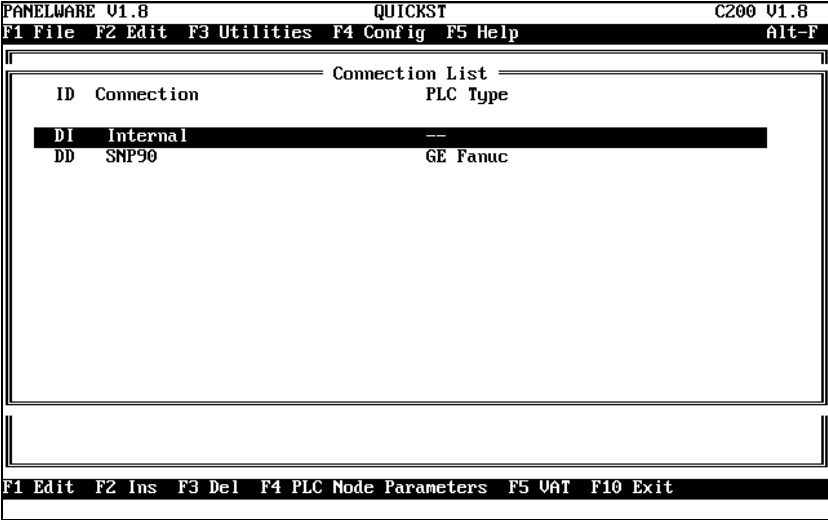 PANELWARE V1.8 QUICKST C200 V1.8
F1 File F2 Edit F3 Utilities F4 Config F5 Help Alt-F
Connection List
ID Connection PLC Type
DI Internal --
DD SNP90 GE Fanuc
F1 Edit F2 Ins F3 Del F4 PLC Node Parameters F5 VAT F10 Exit